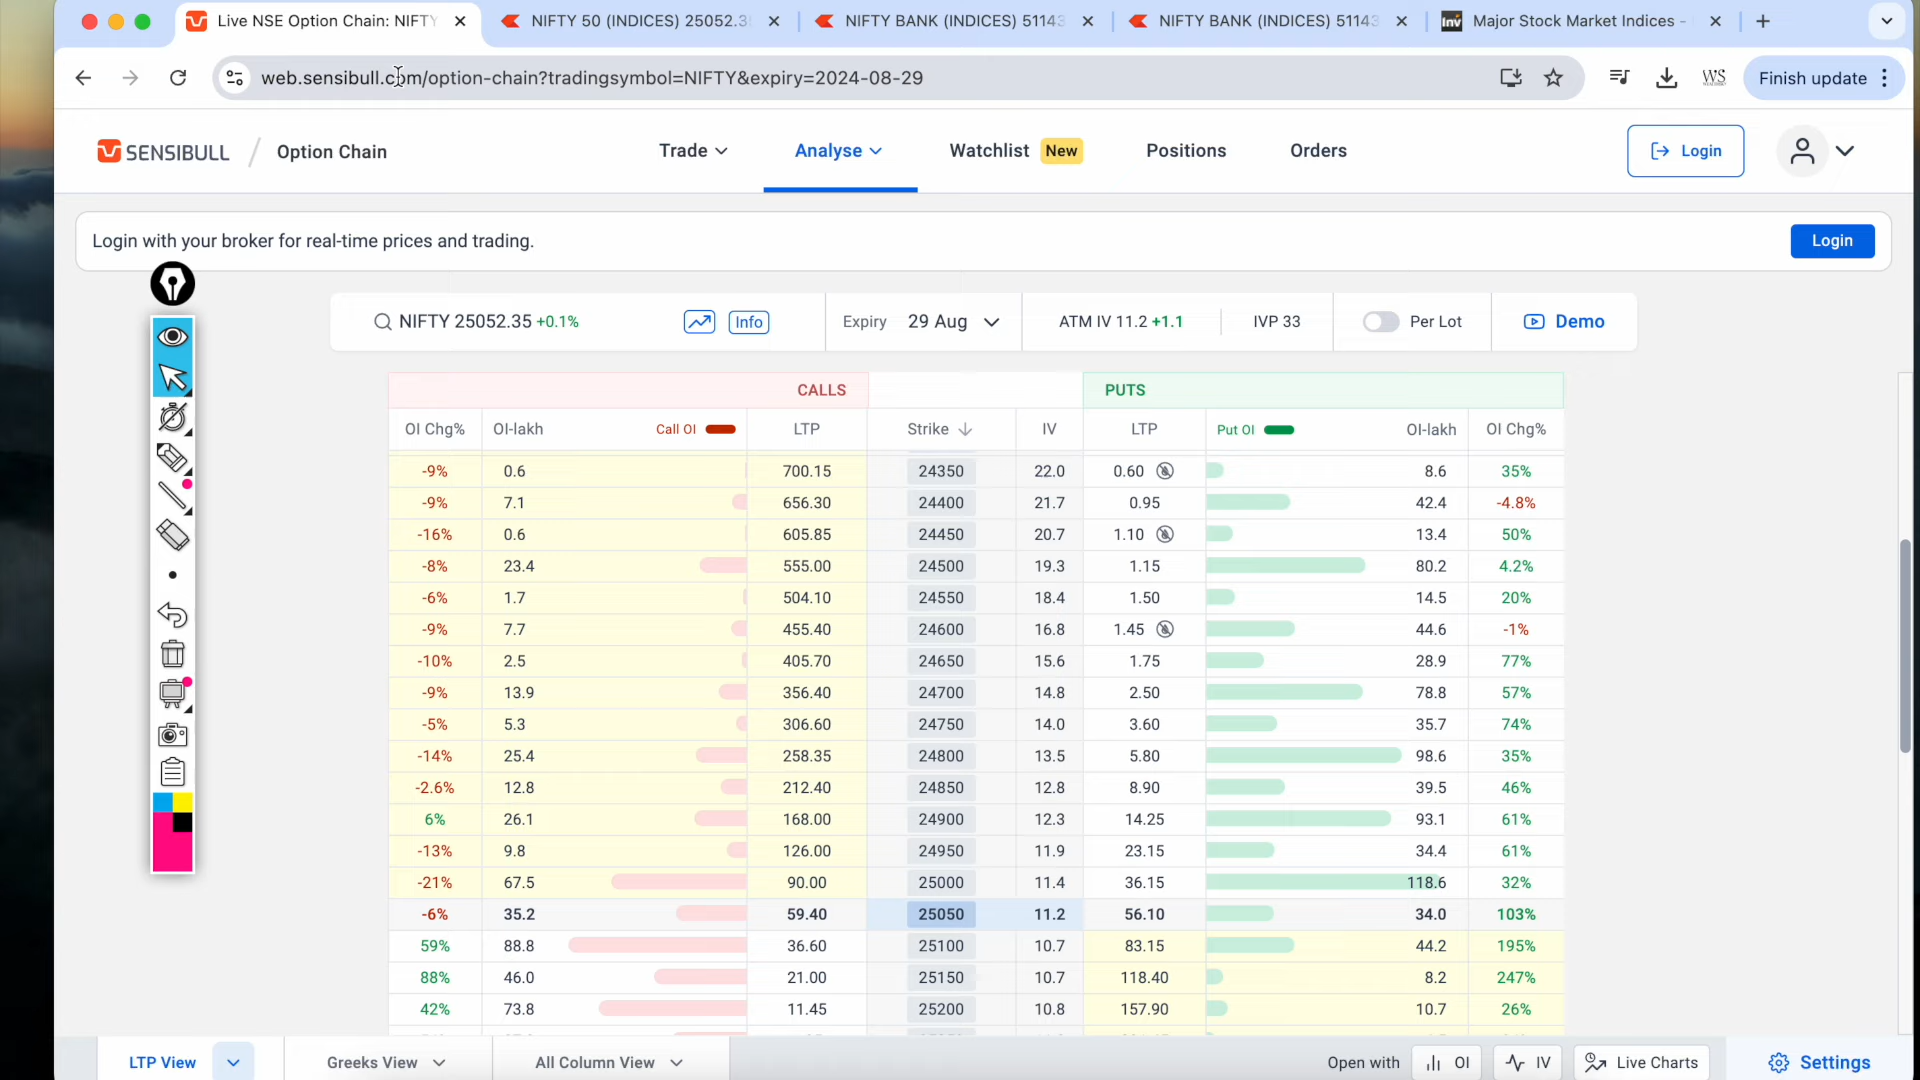 Live NSE Option Chain: NIFTY
NIFTY 50 (INDICES) 25052.3
NIFTY BANK (INDICES) 51143
NIFTY BANK (INDICES) 51143
Inv Major Stock Market Indices -
web.sensibull.com/option-chain?tradingsymbol=NIFTY&expiry=2024-08-29
WS
Finish update
SENSIBULL / Option Chain
Trade
Analyse
Watchlist New
Positions
Orders
Login
Login with your broker for real-time prices and trading.
Login
NIFTY 25052.35 +0.1%
Info
Expiry 29 Aug
ATM IV 11.2 +1.1
IVP 33
Per Lot
Demo
CALLS PUTS
OI Chg% OI-lakh Call OI LTP Strike IV LTP Put OI OI-lakh OI Chg%
-9% 0.6 700.15 24350 22.0 0.60 8.6 35%
-9% 7.1 656.30 24400 21.7 0.95 42.4 -4.8%
-16% 0.6 605.85 24450 20.7 1.10 13.4 50%
-8% 23.4 555.00 24500 19.3 1.15 80.2 4.2%
-6% 1.7 504.10 24550 18.4 1.50 14.5 20%
-9% 7.7 455.40 24600 16.8 1.45 44.6 -1%
-10% 2.5 405.70 24650 15.6 1.75 28.9 77%
-9% 13.9 356.40 24700 14.8 2.50 78.8 57%
-5% 5.3 306.60 24750 14.0 3.60 35.7 74%
-14% 25.4 258.35 24800 13.5 5.80 98.6 35%
-2.6% 12.8 212.40 24850 12.8 8.90 39.5 46%
6% 26.1 168.00 24900 12.3 14.25 93.1 61%
-13% 9.8 126.00 24950 11.9 23.15 34.4 61%
-21% 67.5 90.00 25000 11.4 36.15 118.6 32%
-6% 35.2 59.40 25050 11.2 56.10 34.0 103%
59% 88.8 36.60 25100 10.7 83.15 44.2 195%
88% 46.0 21.00 25150 10.7 118.40 8.2 247%
42% 73.8 11.45 25200 10.8 157.90 10.7 26%
LTP View
Greeks View
All Column View
Open with
OI
IV
Live Charts
Settings